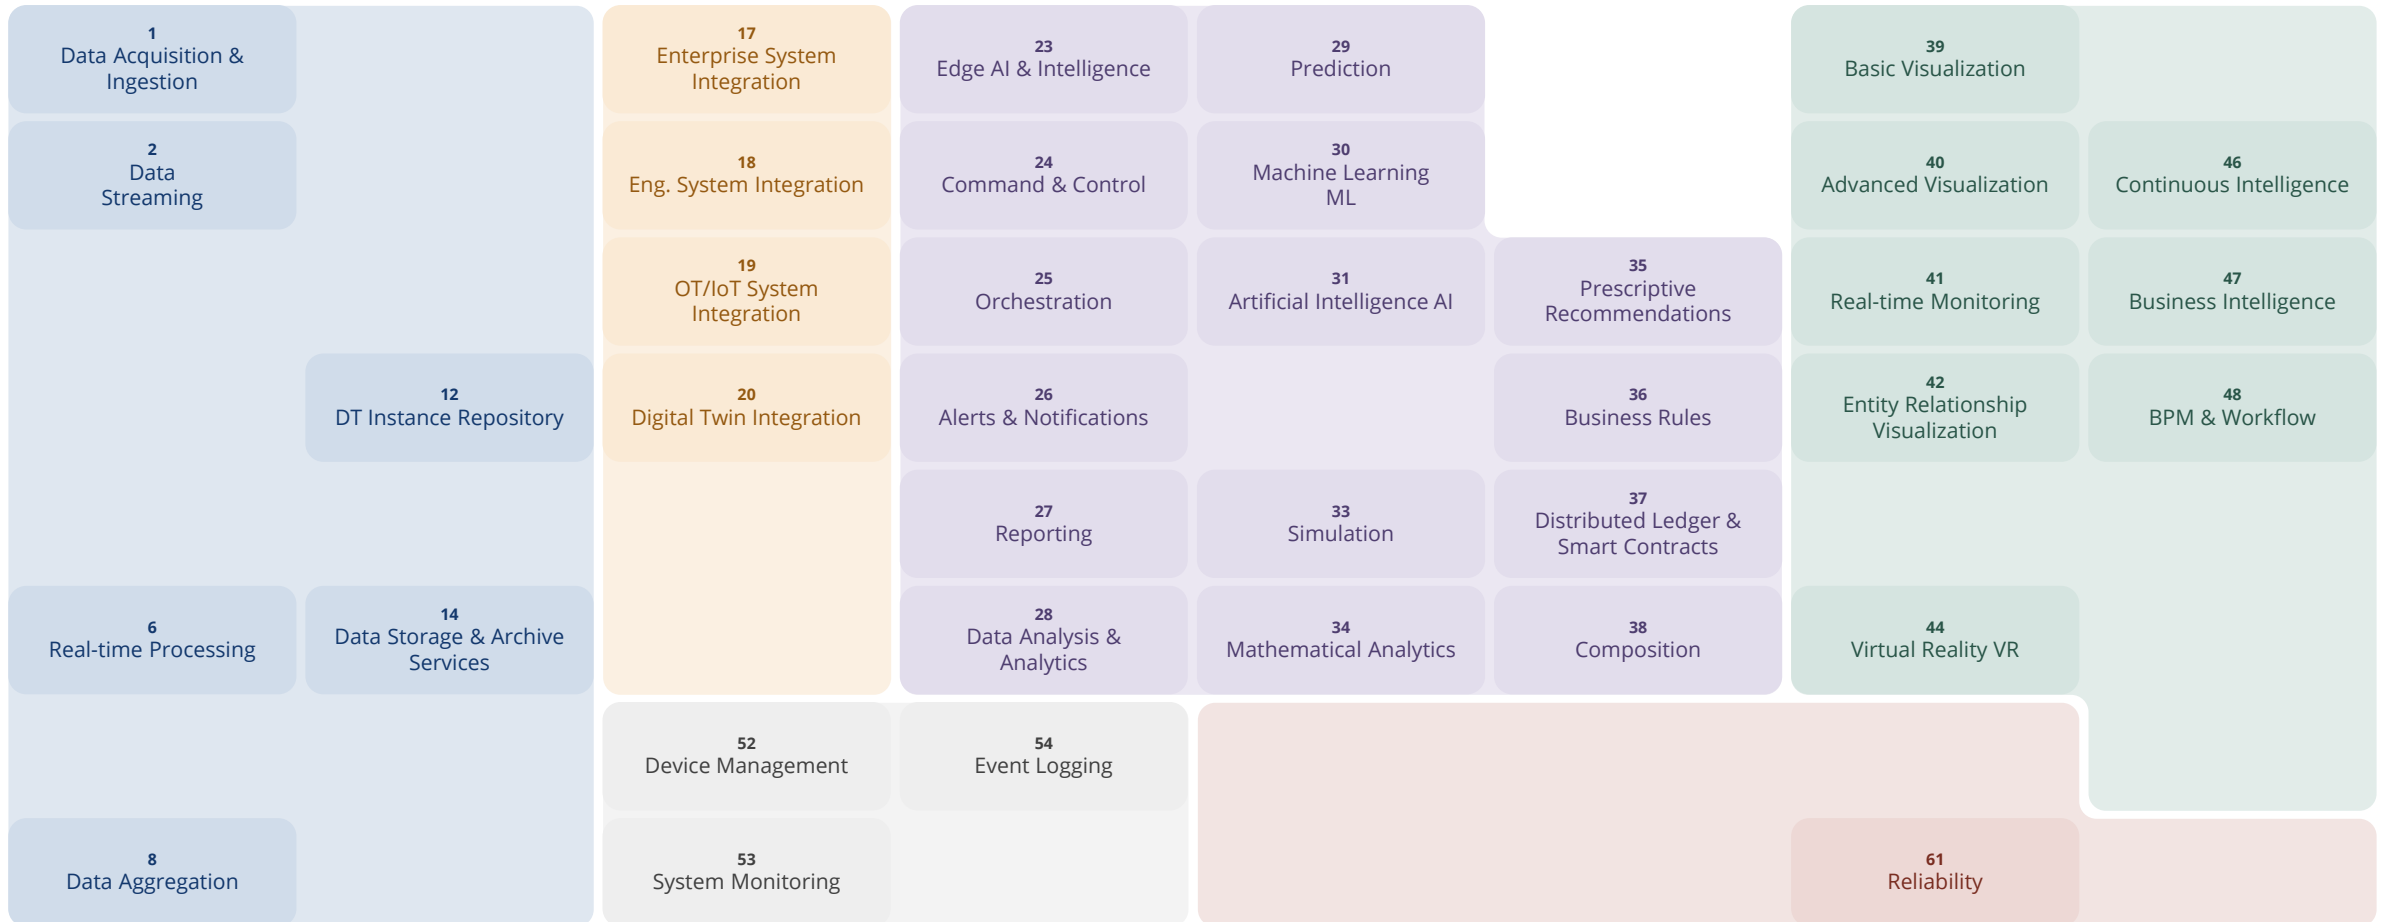 1
Data Acquisition &
Ingestion
17
Enterprise System
Integration
23
Edge AI & Intelligence
29
Prediction
39
Basic Visualization
2
Data
Streaming
18
Eng. System Integration
24
Command & Control
30
Machine Learning
ML
40
Advanced Visualization
46
Continuous Intelligence
19
OT/IoT System
Integration
25
Orchestration
31
Artificial Intelligence AI
35
Prescriptive
Recommendations
41
Real-time Monitoring
47
Business Intelligence
12
DT Instance Repository
20
Digital Twin Integration
26
Alerts & Notifications
36
Business Rules
42
Entity Relationship
Visualization
48
BPM & Workflow
27
Reporting
33
Simulation
37
Distributed Ledger &
Smart Contracts
6
Real-time Processing
14
Data Storage & Archive
Services
28
Data Analysis &
Analytics
34
Mathematical Analytics
38
Composition
44
Virtual Reality VR
52
Device Management
54
Event Logging
8
Data Aggregation
53
System Monitoring
61
Reliability